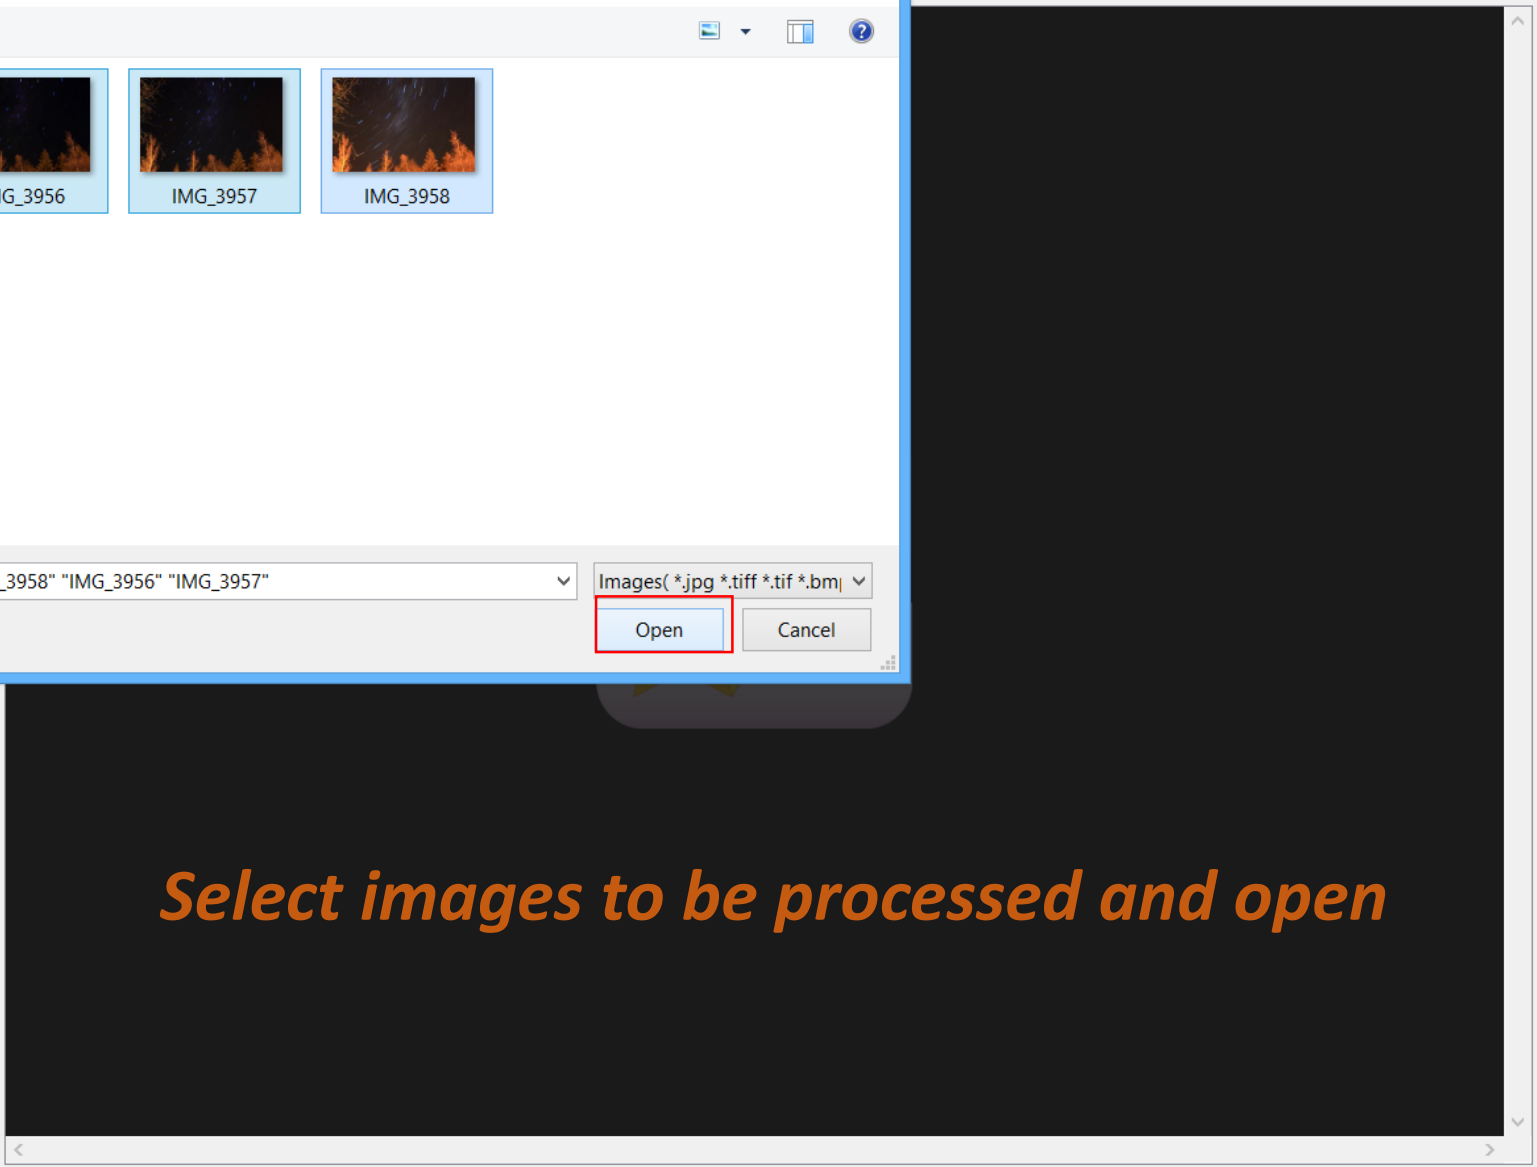 G_3956 IMG_3957 IMG_3958
_3958" "IMG_3956" "IMG_3957"
Images( *.jpg *.tiff *.tif *.bm
Open Cancel
Select images to be processed and open